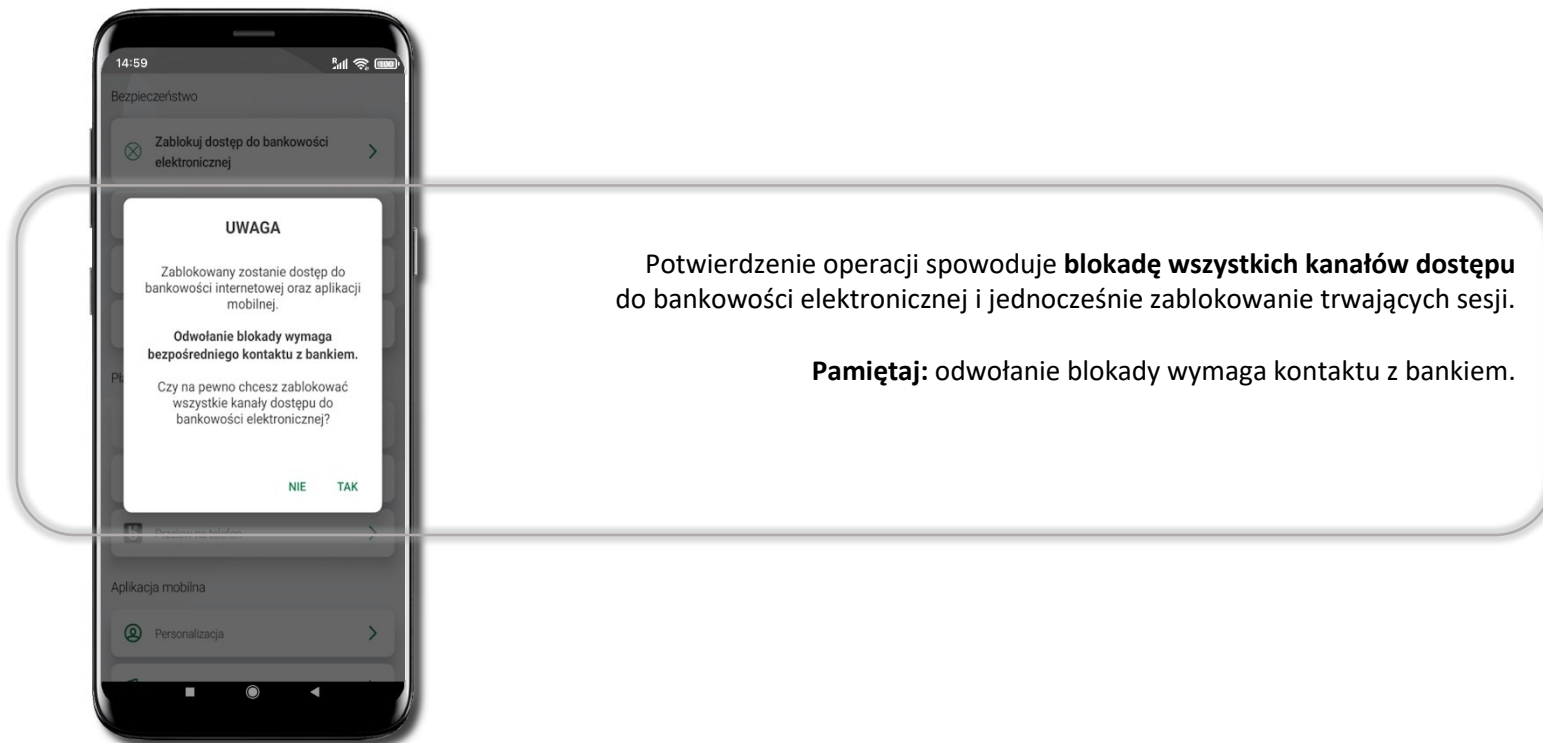 14:59
Bezpieczeństwo
Zablokuj dostęp do bankowości
elektronicznej
UWAGA
Zablokowany zostanie dostęp do
bankowości internetowej oraz aplikacji
mobilnej.
Odwołanie blokady wymaga
bezpośredniego kontaktu z bankiem.
Czy na pewno chcesz zablokować
wszystkie kanały dostępu do
bankowości elektronicznej?
NIE TAK
Przelew na telefon
Aplikacja mobilna
Personalizacja
Potwierdzenie operacji spowoduje blokadę wszystkich kanałów dostępu
do bankowości elektronicznej i jednocześnie zablokowanie trwających sesji.
Pamiętaj: odwołanie blokady wymaga kontaktu z bankiem.